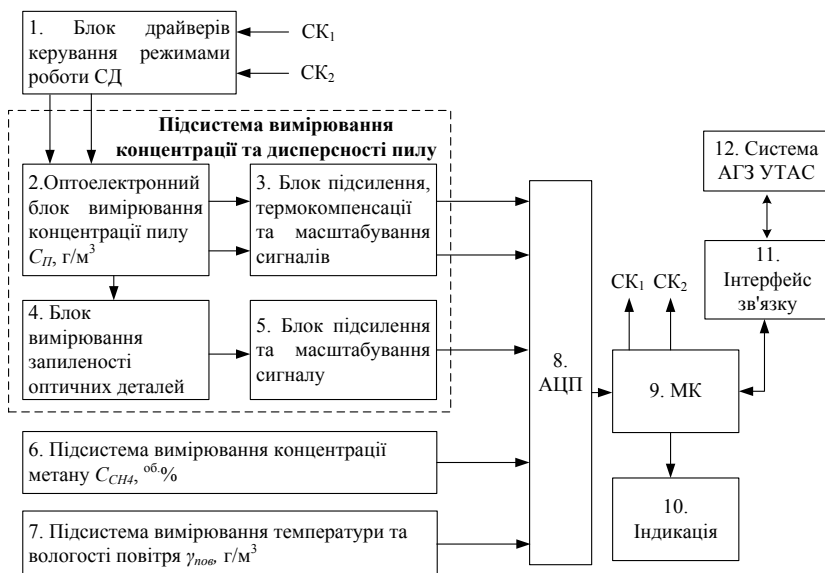 1. Блок драйверів
керування режимами
роботи СД
СК₁
СК₂
Підсистема вимірювання
концентрації та дисперсності пилу
2.Оптоелектронний
блок вимірювання
концентрації пилу
C_П, г/м³
3. Блок підсилення,
термокомпенсації
та масштабування
сигналів
4. Блок
вимірювання
запиленості
оптичних деталей
5. Блок підсилення
та масштабування
сигналу
6. Підсистема вимірювання концентрації
метану C_CH4, об.%
7. Підсистема вимірювання температури та
вологості повітря γ_пов, г/м³
8.
АЦП
СК₁ СК₂
9. МК
10.
Індикація
11.
Інтерфейс
зв'язку
12. Система
АГЗ УТАС